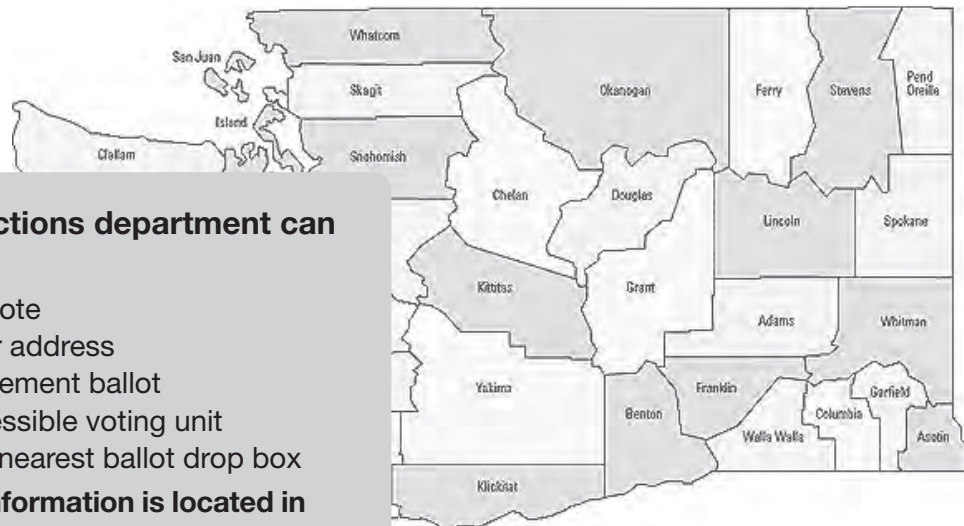 Whatcom
San Juan
Skagit
Okanogan
Ferry
Stevens
Pend
Oreille
Island
Clallam
Snohomish
Chelan
Douglas
Lincoln
Spokane
Kittitas
Grant
Adams
Whitman
Yakima
Benton
Franklin
Walla Walla
Columbia
Garfield
Asotin
Klickitat
ctions department can
ote
r address
ement ballot
essible voting unit
nearest ballot drop box
nformation is located in